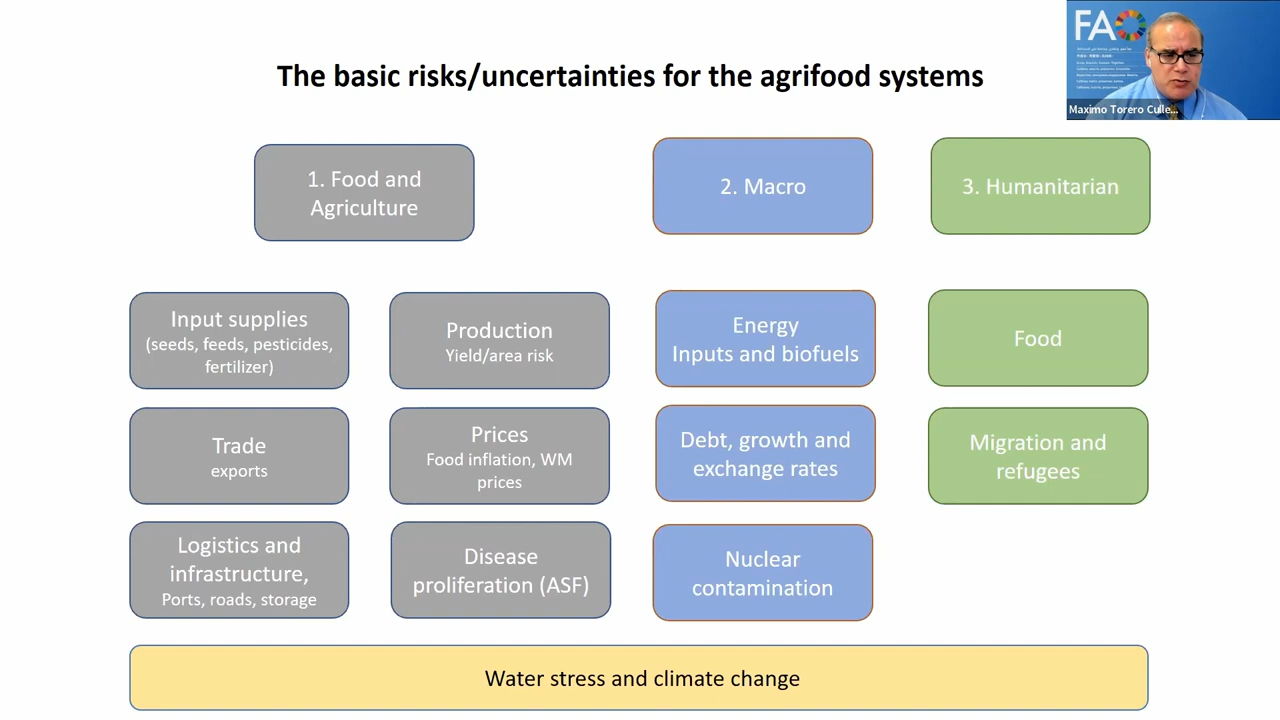 FAO
Maximo Torero Culle...
The basic risks/uncertainties for the agrifood systems
1. Food and
Agriculture
2. Macro
3. Humanitarian
Input supplies
(seeds, feeds, pesticides,
fertilizer)
Production
Yield/area risk
Energy
Inputs and biofuels
Food
Trade
exports
Prices
Food inflation, WM
prices
Debt, growth and
exchange rates
Migration and
refugees
Logistics and
infrastructure,
Ports, roads, storage
Disease
proliferation (ASF)
Nuclear
contamination
Water stress and climate change